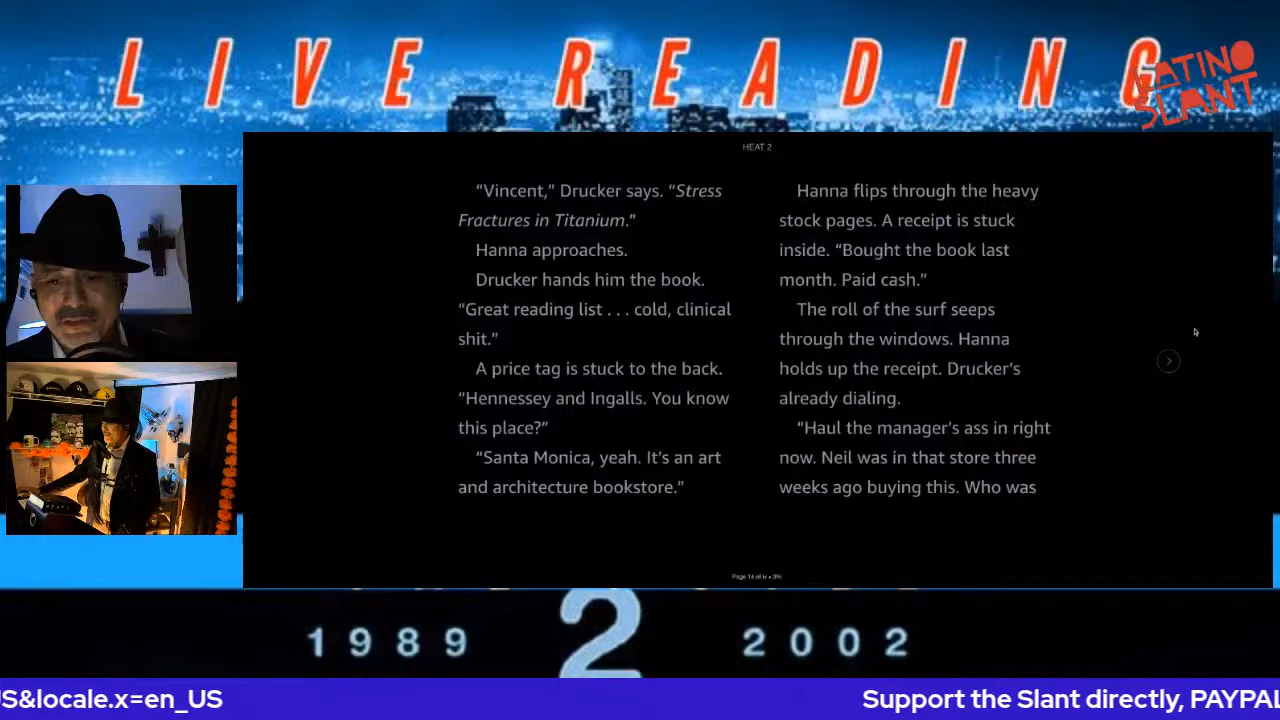 LIVE READING
LATINO
SLANT
HEAT 2
“Vincent,” Drucker says. “Stress
Fractures in Titanium.”
Hanna approaches.
Drucker hands him the book.
“Great reading list . . . cold, clinical
shit.”
A price tag is stuck to the back.
“Hennessey and Ingalls. You know
this place?”
“Santa Monica, yeah. It’s an art
and architecture bookstore.”
Hanna flips through the heavy
stock pages. A receipt is stuck
inside. “Bought the book last
month. Paid cash.”
The roll of the surf seeps
through the windows. Hanna
holds up the receipt. Drucker’s
already dialing.
“Haul the manager’s ass in right
now. Neil was in that store three
weeks ago buying this. Who was
Page 14 of iv • 3%
1989 2 2002
US&locale.x=en_US Support the Slant directly, PAYPAL